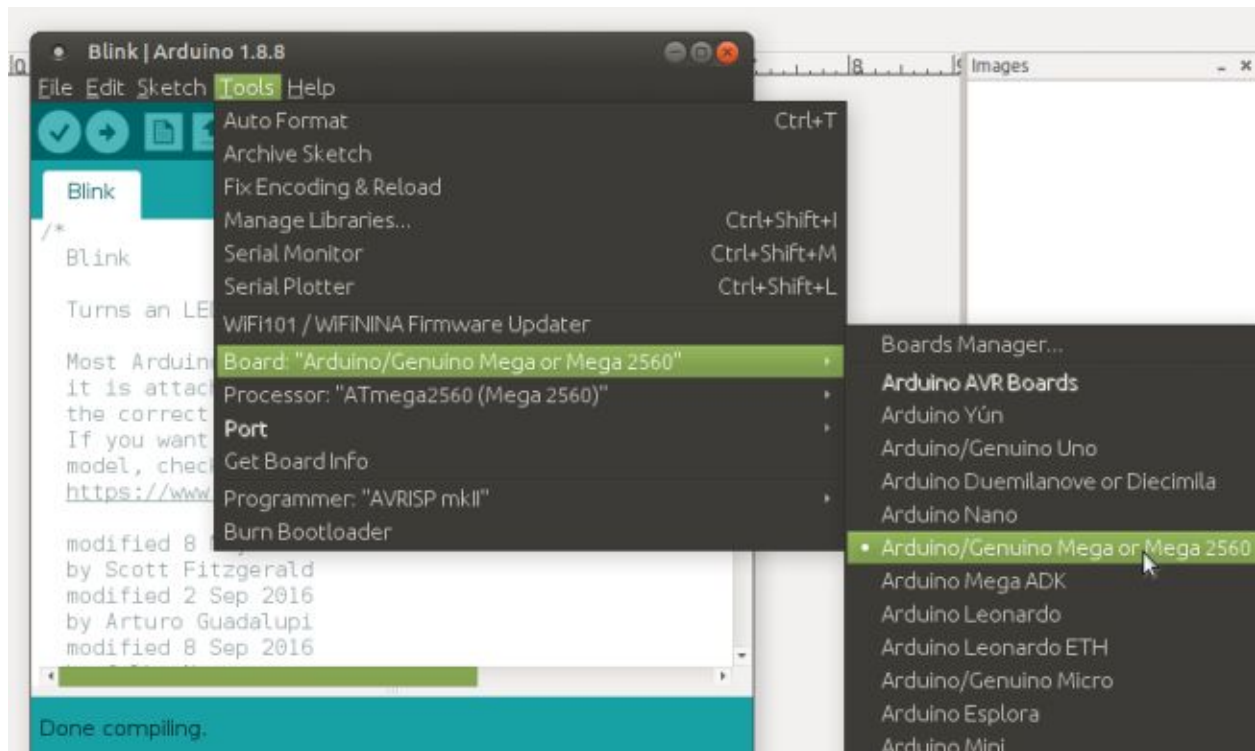 Blink | Arduino 1.8.8
File Edit Sketch Tools Help
0 8 9 Images
Auto Format Ctrl+T
Archive Sketch
Fix Encoding & Reload
Manage Libraries... Ctrl+Shift+I
Serial Monitor Ctrl+Shift+M
Serial Plotter Ctrl+Shift+L
WiFi101 / WiFiNINA Firmware Updater
Board: "Arduino/Genuino Mega or Mega 2560"
Processor: "ATmega2560 (Mega 2560)"
Port
Get Board Info
Programmer: "AVRISP mkII"
Burn Bootloader
Boards Manager...
Arduino AVR Boards
Arduino Yún
Arduino/Genuino Uno
Arduino Duemilanove or Diecimila
Arduino Nano
Arduino/Genuino Mega or Mega 2560
Arduino Mega ADK
Arduino Leonardo
Arduino Leonardo ETH
Arduino/Genuino Micro
Arduino Esplora
Arduino Mini
Blink
/*
Blink
Turns an LE
Most Arduin
it is attac
the correct
If you want
model, chec
https://www
modified 8
by Scott Fitzgerald
modified 2 Sep 2016
by Arturo Guadalupi
modified 8 Sep 2016
Done compiling.